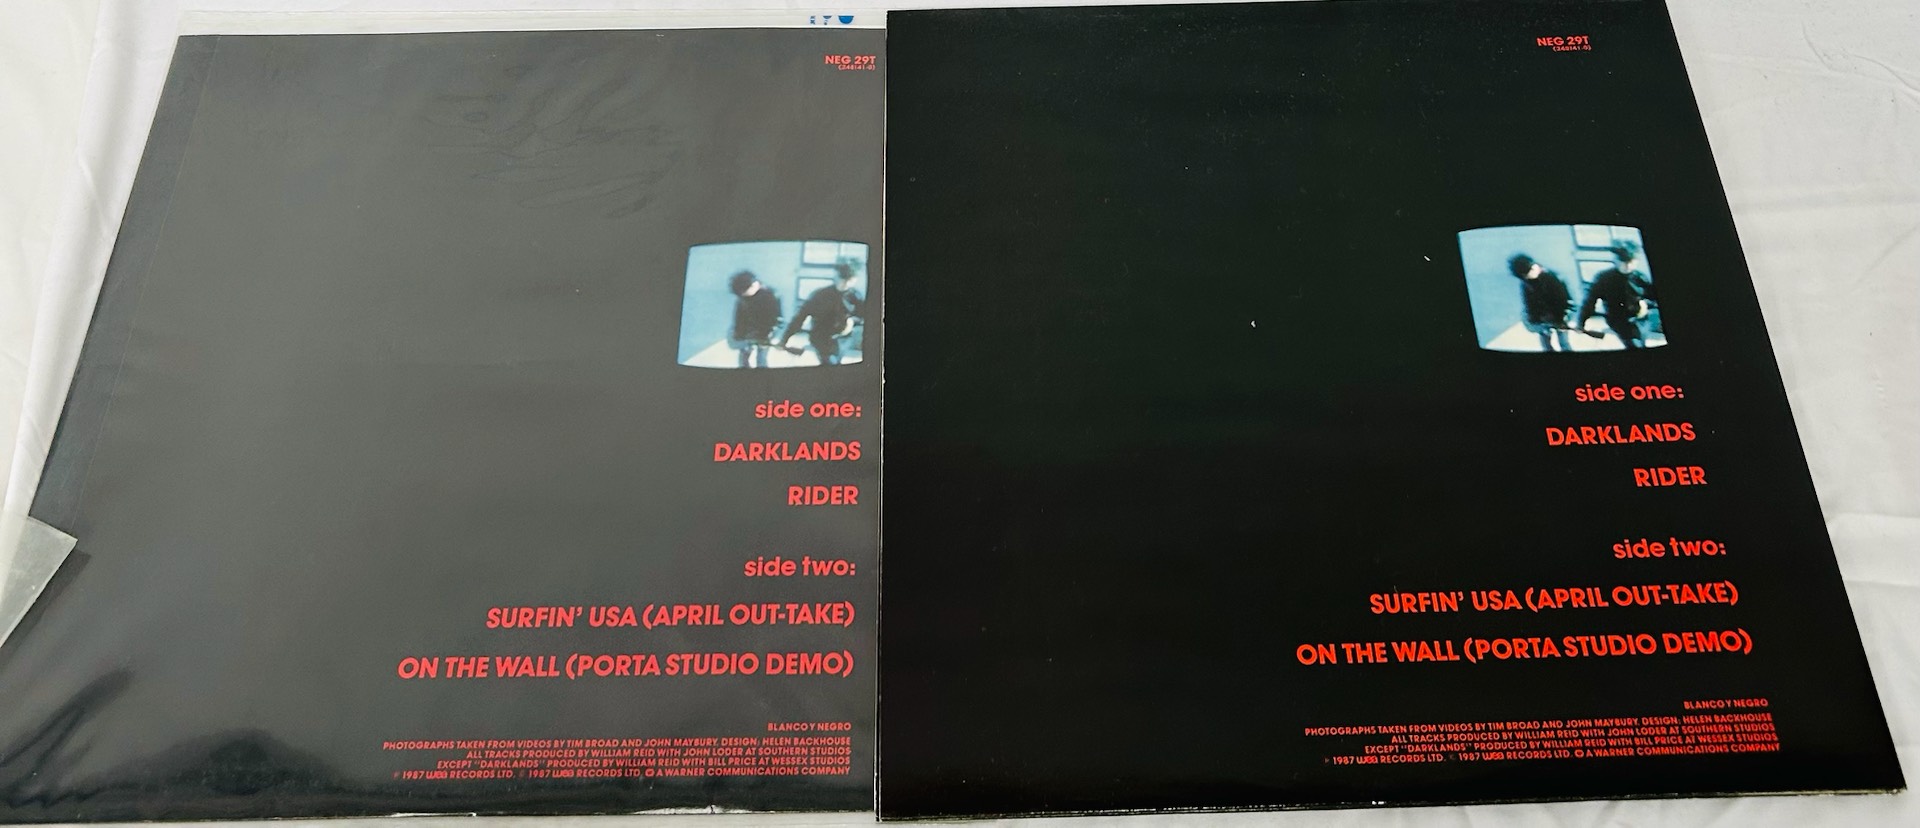 NEG 29T
(248141-0)
side one:
DARKLANDS
RIDER
side two:
SURFIN' USA (APRIL OUT-TAKE)
ON THE WALL (PORTA STUDIO DEMO)
BLANCO Y NEGRO
PHOTOGRAPHS TAKEN FROM VIDEOS BY TIM BROAD AND JOHN MAYBURY. DESIGN: HELEN BACKHOUSE
ALL TRACKS PRODUCED BY WILLIAM REID WITH JOHN LODER AT SOUTHERN STUDIOS
EXCEPT "DARKLANDS" PRODUCED BY WILLIAM REID WITH BILL PRICE AT WESSEX STUDIOS
℗ 1987 wea RECORDS LTD. © 1987 wea RECORDS LTD. A WARNER COMMUNICATIONS COMPANY
NEG 29T
(248141-0)
side one:
DARKLANDS
RIDER
side two:
SURFIN' USA (APRIL OUT-TAKE)
ON THE WALL (PORTA STUDIO DEMO)
BLANCO Y NEGRO
PHOTOGRAPHS TAKEN FROM VIDEOS BY TIM BROAD AND JOHN MAYBURY. DESIGN: HELEN BACKHOUSE
ALL TRACKS PRODUCED BY WILLIAM REID WITH JOHN LODER AT SOUTHERN STUDIOS
EXCEPT "DARKLANDS" PRODUCED BY WILLIAM REID WITH BILL PRICE AT WESSEX STUDIOS
℗ 1987 wea RECORDS LTD. © 1987 wea RECORDS LTD. A WARNER COMMUNICATIONS COMPANY